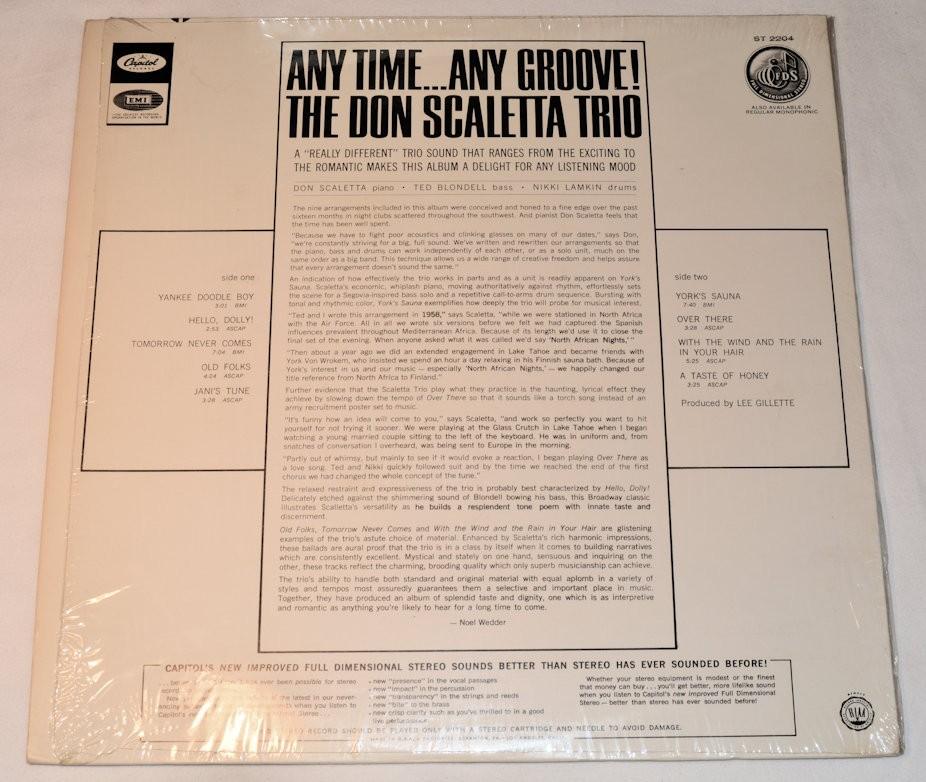 Capitol
RECORDS
EMI
THE GREATEST RECORDING
ORGANISATION IN THE WORLD
ANY TIME...ANY GROOVE!
THE DON SCALETTA TRIO
ST 2204
FDS
ALSO AVAILABLE IN
REGULAR MONOPHONIC
A "REALLY DIFFERENT" TRIO SOUND THAT RANGES FROM THE EXCITING TO
THE ROMANTIC MAKES THIS ALBUM A DELIGHT FOR ANY LISTENING MOOD
DON SCALETTA piano • TED BLONDELL bass • NIKKI LAMKIN drums
The nine arrangements included in this album were conceived and honed to a fine edge over the past
sixteen months in night clubs scattered throughout the southwest. And pianist Don Scaletta feels that
the time has been well spent.
"Because we have to fight poor acoustics and clinking glasses on many of our dates," says Don,
"we're constantly striving for a big, full sound. We've written and rewritten our arrangements so that
the piano, bass and drums can work independently of each other, or as a solo unit, much on the
same order as a big band. This technique allows us a wide range of creative freedom and helps assure
that every arrangement doesn't sound the same."
An indication of how effectively the trio works in parts and as a unit is readily apparent on York's
Sauna. Scaletta's economic, whiplash piano, moving authoritatively against rhythm, effortlessly sets
the scene for a Segovia-inspired bass solo and a repetitive call-to-arms drum sequence. Bursting with
tonal and rhythmic color, York's Sauna exemplifies how deeply the trio will probe for musical interest.
"Ted and I wrote this arrangement in 1958," says Scaletta, "while we were stationed in North Africa
with the Air Force. All in all we wrote six versions before we felt we had captured the Spanish
influences prevalent throughout Mediterranean Africa. Because of its length we'd use it to close the
final set of the evening. When anyone asked what it was called we'd say 'North African Nights,' "
"Then about a year ago we did an extended engagement in Lake Tahoe and became friends with
York Von Wrokem, who insisted we spend an hour a day relaxing in his Finnish sauna bath. Because of
York's interest in us and our music — especially 'North African Nights,' — we happily changed our
title reference from North Africa to Finland."
Further evidence that the Scaletta Trio play what they practice is the haunting, lyrical effect they
achieve by slowing down the tempo of Over There so that it sounds like a torch song instead of an
army recruitment poster set to music.
"It's funny how an idea will come to you," says Scaletta, "and work so perfectly you want to hit
yourself for not trying it sooner. We were playing at the Glass Crutch in Lake Tahoe when I began
watching a young married couple sitting to the left of the keyboard. He was in uniform and, from
snatches of conversation I overheard, was being sent to Europe in the morning.
"Partly out of whimsy, but mainly to see if it would evoke a reaction, I began playing Over There as
a love song. Ted and Nikki quickly followed suit and by the time we reached the end of the first
chorus we had changed the whole concept of the tune."
The relaxed restraint and expressiveness of the trio is probably best characterized by Hello, Dolly!
Delicately etched against the shimmering sound of Blondell bowing his bass, this Broadway classic
illustrates Scalletta's versatility as he builds a resplendent tone poem with innate taste and
discernment.
Old Folks, Tomorrow Never Comes and With the Wind and the Rain in Your Hair are glistening
examples of the trio's astute choice of material. Enhanced by Scaletta's rich harmonic impressions,
these ballads are aural proof that the trio is in a class by itself when it comes to building narratives
which are consistently excellent. Mystical and stately on one hand, sensuous and inquiring on the
other, these tracks reflect the charming, brooding quality which only superb musicianship can achieve.
The trio's ability to handle both standard and original material with equal aplomb in a variety of
styles and tempos most assuredly guarantees them a selective and important place in music.
Together, they have produced an album of splendid taste and dignity, one which is as interpretive
and romantic as anything you're likely to hear for a long time to come.
— Noel Wedder
side one
YANKEE DOODLE BOY
3:01 BMI
HELLO, DOLLY!
2:53 ASCAP
TOMORROW NEVER COMES
7:04 BMI
OLD FOLKS
4:04 ASCAP
JANI'S TUNE
3:28 ASCAP
side two
YORK'S SAUNA
7:40 BMI
OVER THERE
3:28 ASCAP
WITH THE WIND AND THE RAIN
IN YOUR HAIR
5:25 ASCAP
A TASTE OF HONEY
3:25 ASCAP
Produced by LEE GILLETTE
CAPITOL'S NEW IMPROVED FULL DIMENSIONAL STEREO SOUNDS BETTER THAN STEREO HAS EVER SOUNDED BEFORE!
ever been possible for stereo
the latest in our never-
when you listen to
Capitol's
Stereo...
• new "presence" in the vocal passages
• new "impact" in the percussion
• new "transparency" in the strings and reeds
• new "bite" to the brass
• new crisp clarity such as you've thrilled to in a good
live performance
Whether your stereo equipment is modest or the finest
that money can buy...you'll get better, more lifelike sound
when you listen to Capitol's new improved Full Dimensional
Stereo — better than stereo has ever sounded before!
RECORD SHOULD BE PLAYED ONLY WITH A STEREO CARTRIDGE AND NEEDLE TO AVOID DAMAGE.
RIAA